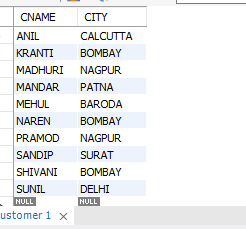 CNAME CITY
ANIL CALCUTTA
KRANTI BOMBAY
MADHURI NAGPUR
MANDAR PATNA
MEHUL BARODA
NAREN BOMBAY
PRAMOD NAGPUR
SANDIP SURAT
SHIVANI BOMBAY
SUNIL DELHI
NULL NULL
ustomer 1 ×